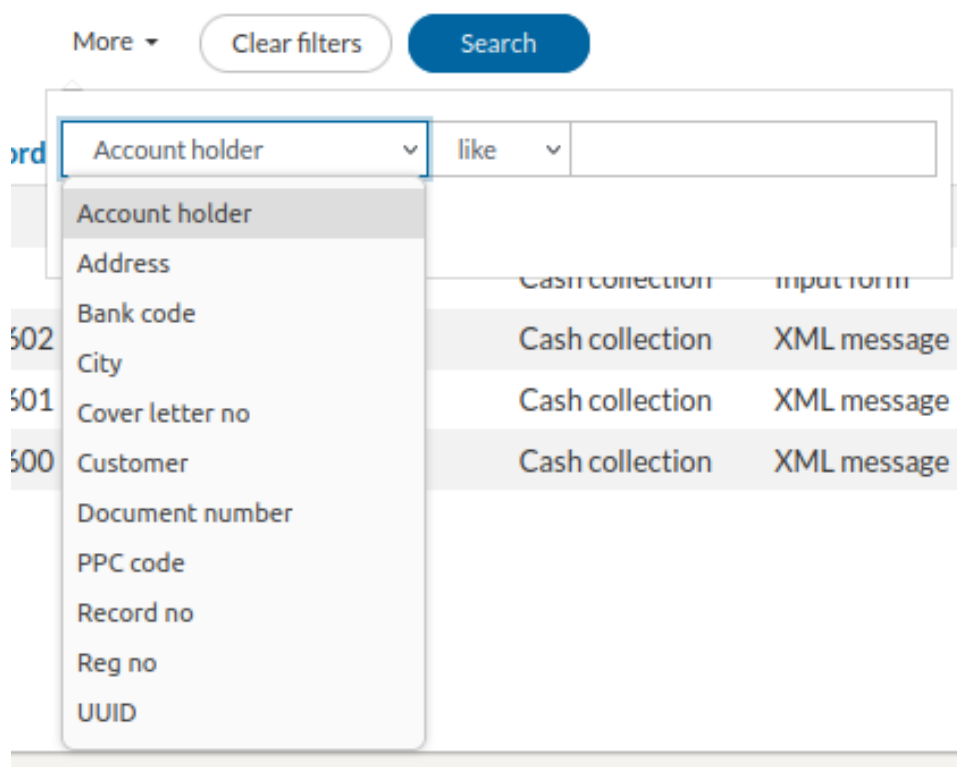 More Clear filters Search
ord Account holder like
Account holder
Address
Cash collection Input form
Bank code
602 Cash collection XML message
City
601 Cash collection XML message
Cover letter no
600 Customer Cash collection XML message
Document number
PPC code
Record no
Reg no
UUID